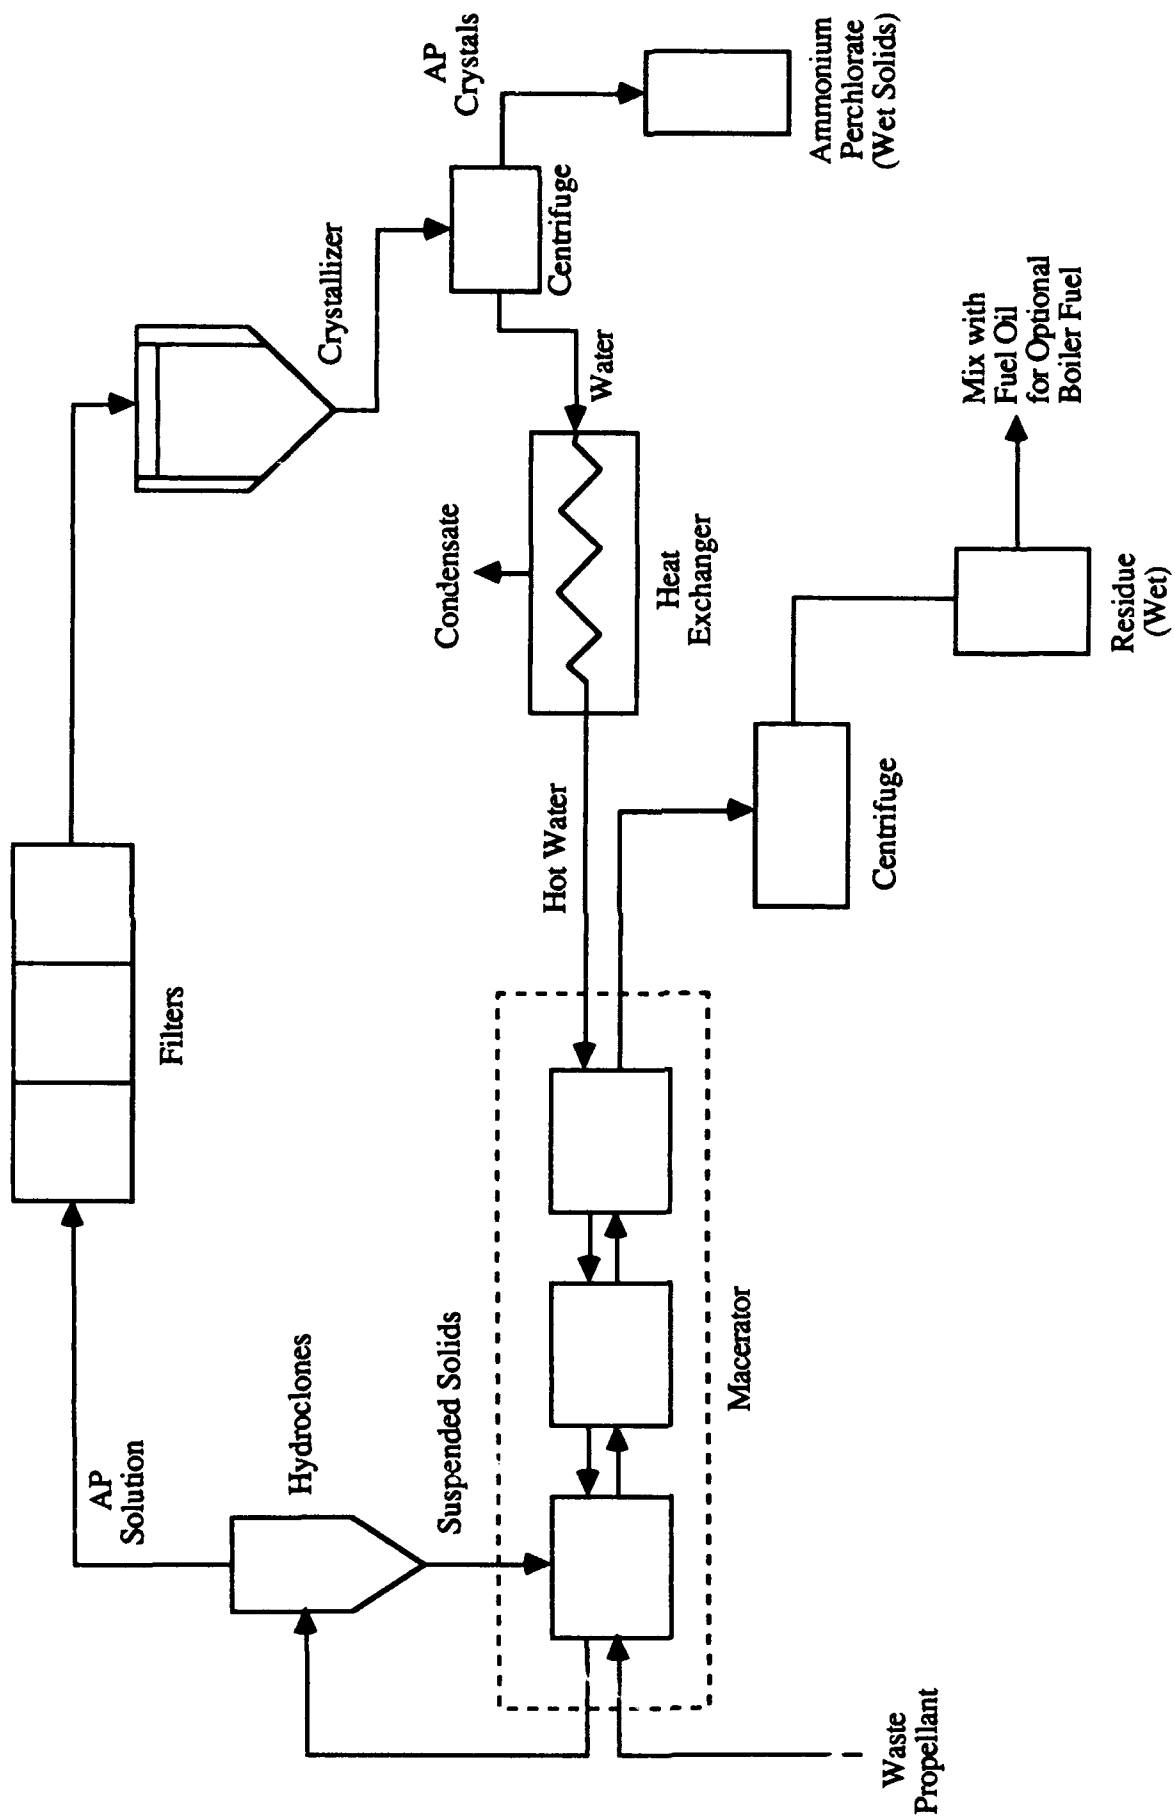 AP
Solution
Filters
Hydroclones
Suspended Solids
Crystallizer
AP
Crystals
Centrifuge
Water
Condensate
Heat
Exchanger
Hot Water
Ammonium
Perchlorate
(Wet Solids)
Macerator
Waste
Propellant
Centrifuge
Residue
(Wet)
Mix with
Fuel Oil
for Optional
Boiler Fuel